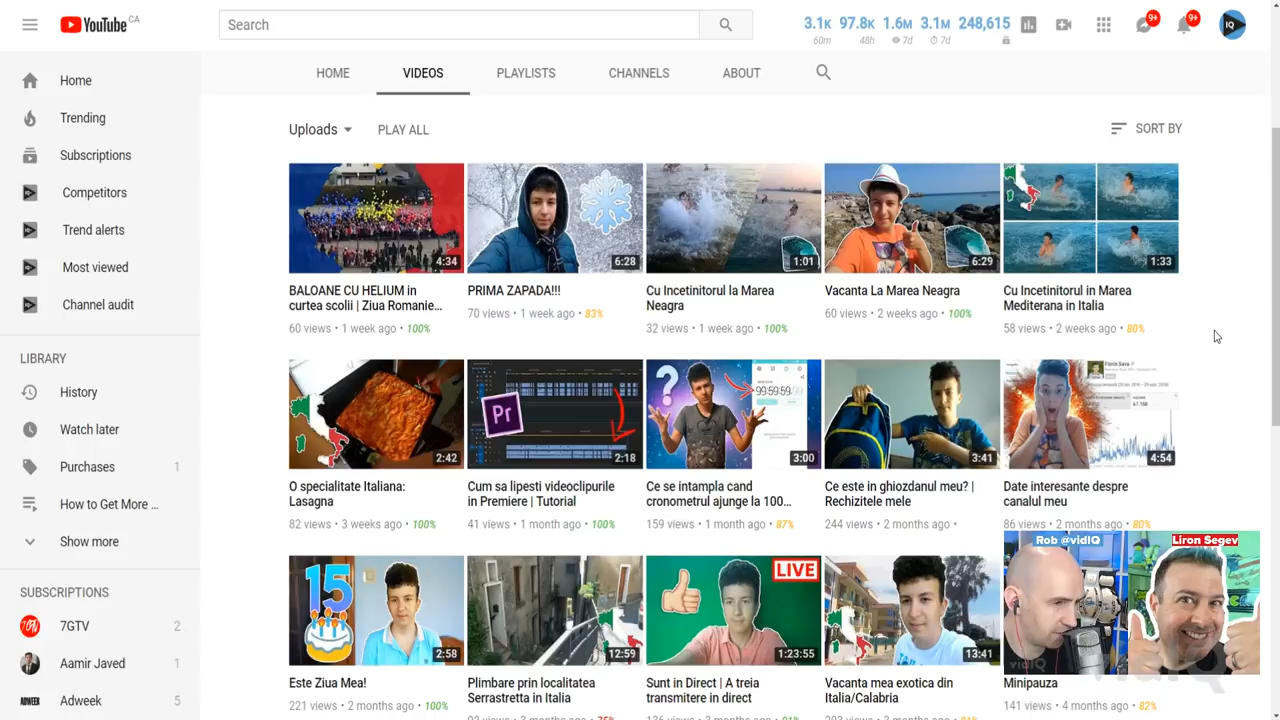 YouTube CA
Search
3.1K 97.8K 1.6M 3.1M 248,615
60m 48h 7d 7d
9+ 9+
IQ
HOME VIDEOS PLAYLISTS CHANNELS ABOUT
Home
Trending
Subscriptions
Competitors
Trend alerts
Most viewed
Channel audit
LIBRARY
History
Watch later
Purchases 1
How to Get More ...
Show more
SUBSCRIPTIONS
7GTV 2
Aamir Javed 1
ADWEEK
Adweek 5
Uploads PLAY ALL SORT BY
4:34 6:28 1:01 6:29 1:33
BALOANE CU HELIUM in
curtea scolii | Ziua Romanie...
60 views • 1 week ago • 100%
PRIMA ZAPADA!!!
70 views • 1 week ago • 83%
Cu Incetinitorul la Marea
Neagra
32 views • 1 week ago • 100%
Vacanta La Marea Neagra
60 views • 2 weeks ago • 100%
Cu Incetinitorul in Marea
Mediterana in Italia
58 views • 2 weeks ago • 80%
Pr
?
99:59:59
Florin Sava
67.168
2:42 2:18 3:00 3:41 4:54
O specialitate Italiana:
Lasagna
82 views • 3 weeks ago • 100%
Cum sa lipesti videoclipurile
in Premiere | Tutorial
41 views • 1 month ago • 100%
Ce se intampla cand
cronometrul ajunge la 100...
159 views • 1 month ago • 87%
Ce este in ghiozdanul meu? |
Rechizitele mele
244 views • 2 months ago •
Date interesante despre
canalul meu
86 views • 2 months ago • 80%
Rob @vidIQ
Liron Segev
vidIQ
15
LIVE
2:58 12:59 1:23:55 13:41
Este Ziua Mea!
221 views • 2 months ago • 100%
Plimbare prin localitatea
Serrastretta in Italia
Sunt in Direct | A treia
transmitere in direct
Vacanta mea exotica din
Italia/Calabria
Minipauza
141 views • 4 months ago • 82%